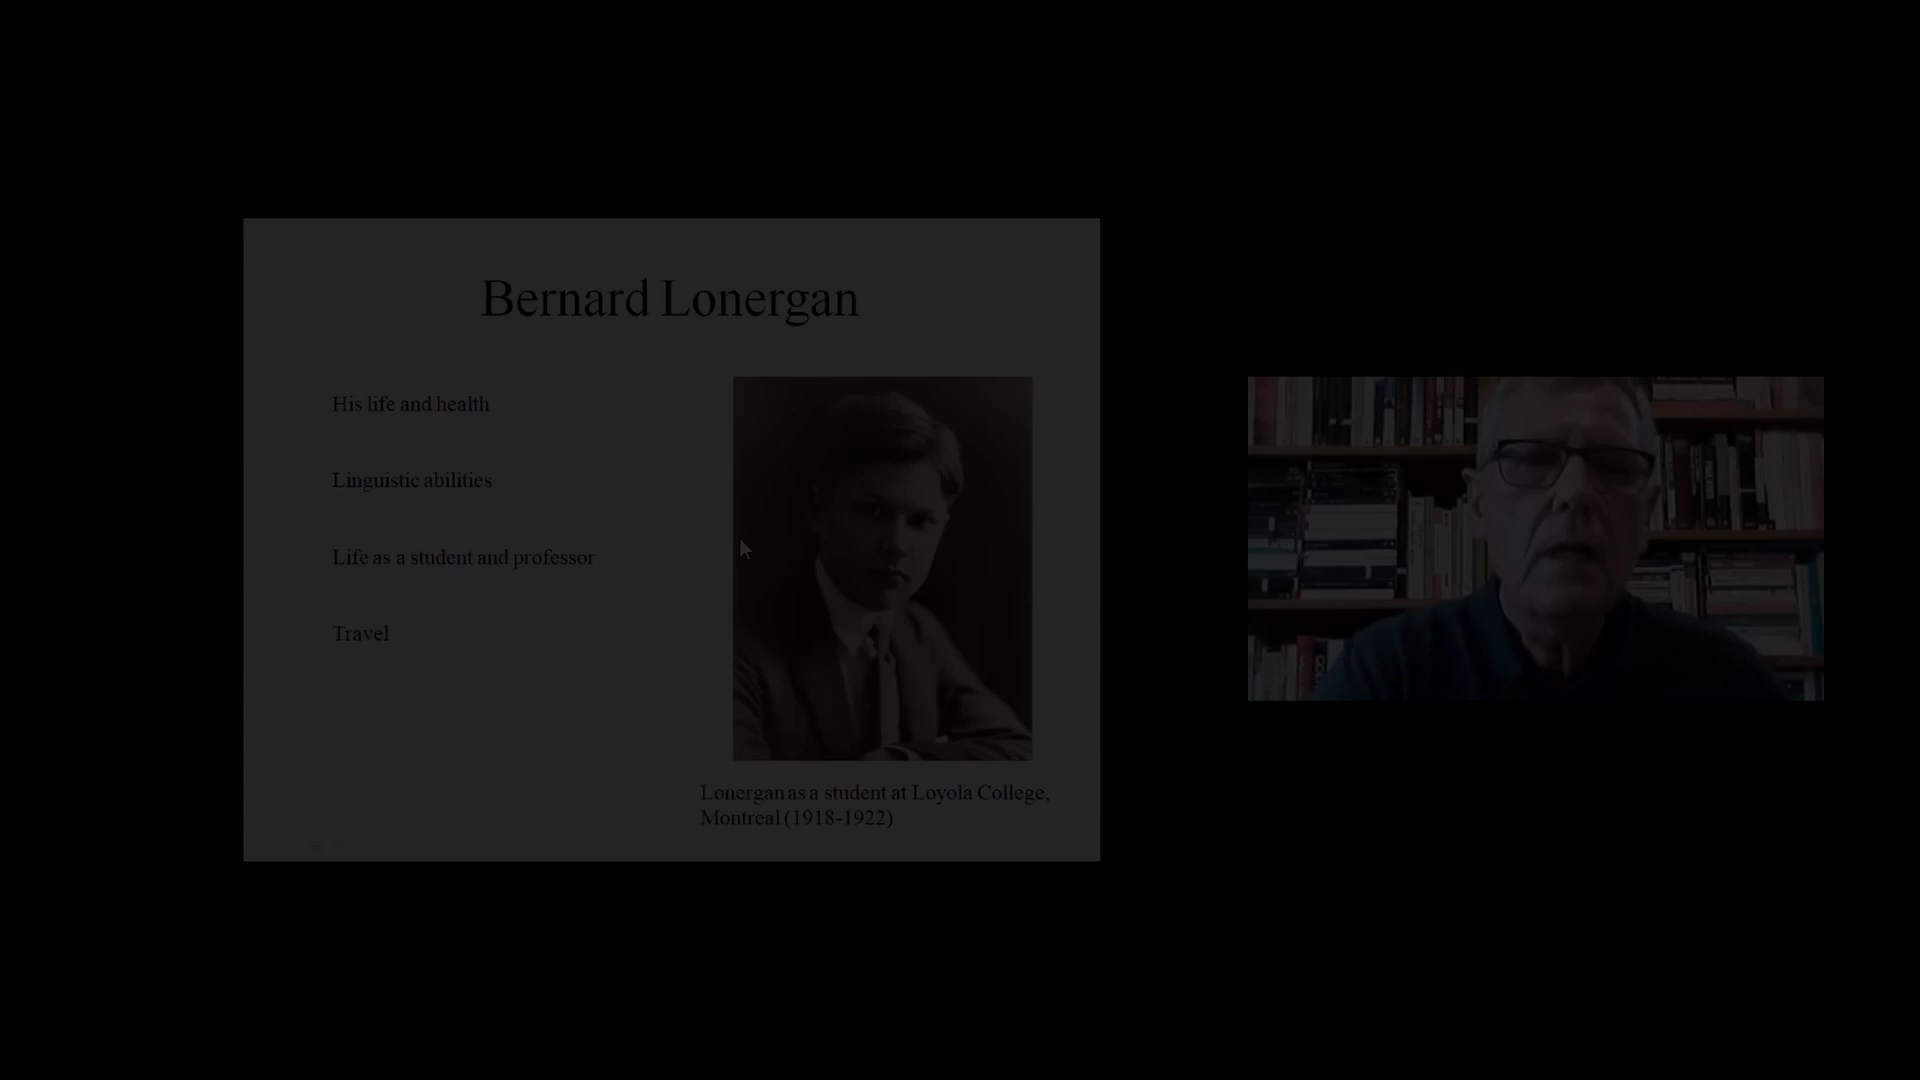 Bernard Lonergan
His life and health
Linguistic abilities
Life as a student and professor
Travel
Lonergan as a student at Loyola College,
Montreal (1918-1922)